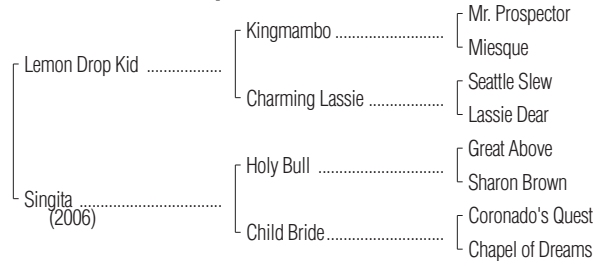 Mr. Prospector
Kingmambo ....................
Miesque
Lemon Drop Kid ..................
Seattle Slew
Charming Lassie ..................
Lassie Dear
Great Above
Holy Bull ..............................
Sharon Brown
Singita ..................................
(2006)
Coronado's Quest
Child Bride............................
Chapel of Dreams